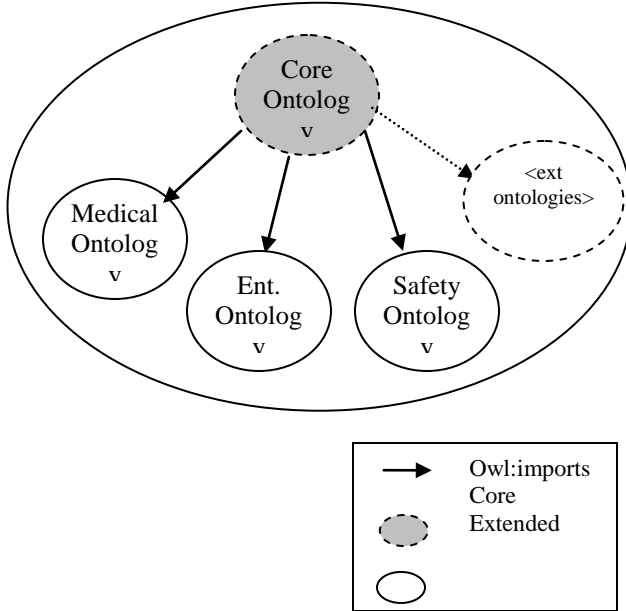 Core
Ontolog
v
<ext
ontologies>
Medical
Ontolog
v
Ent.
Ontolog
v
Safety
Ontolog
v
Owl:imports
Core
Extended